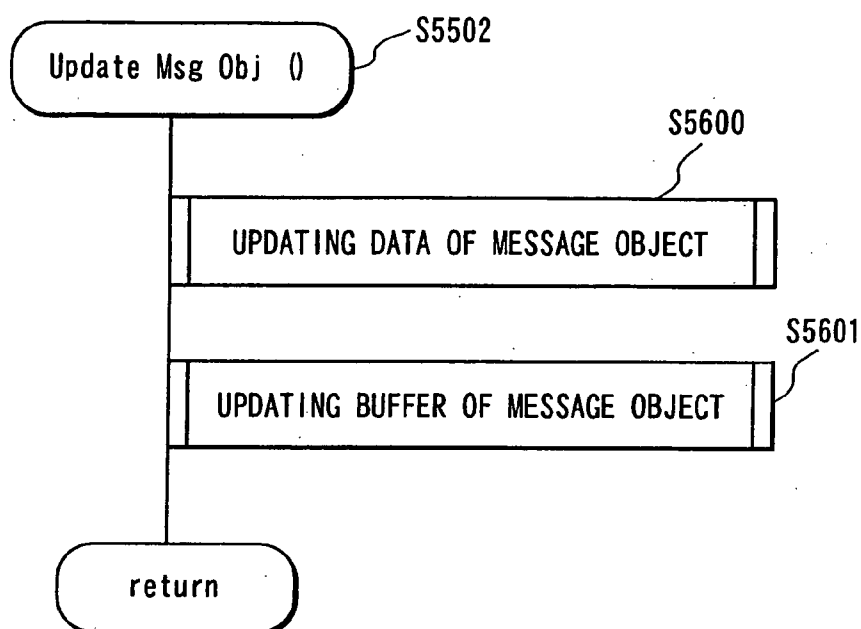 S5502
Update Msg Obj ()
S5600
UPDATING DATA OF MESSAGE OBJECT
S5601
UPDATING BUFFER OF MESSAGE OBJECT
return